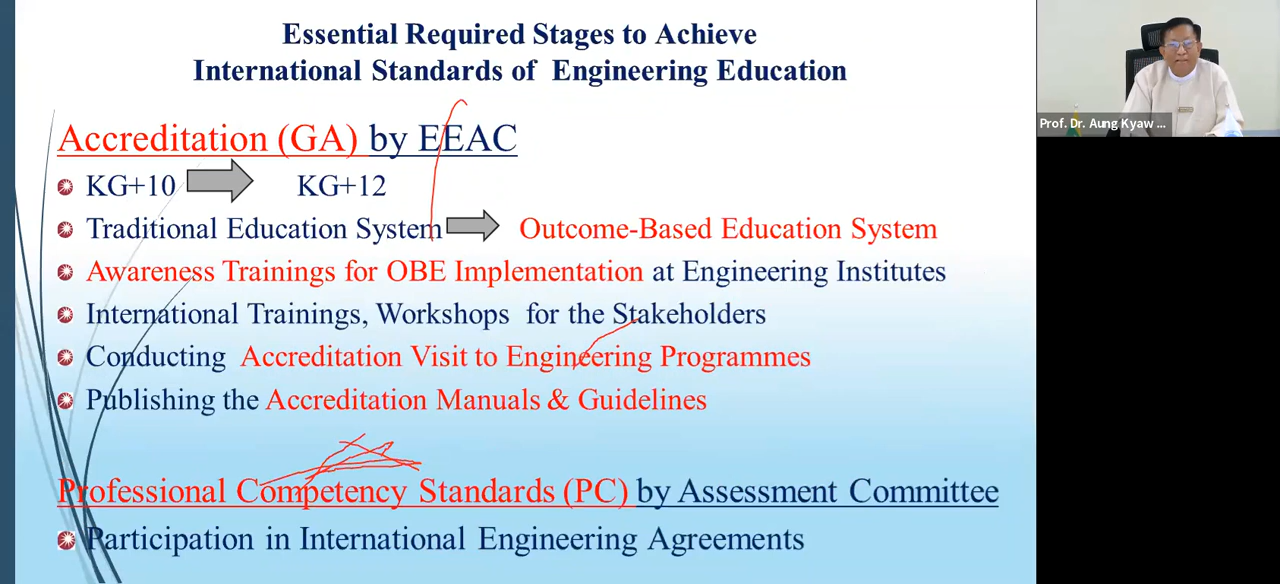 Essential Required Stages to Achieve
International Standards of Engineering Education
Accreditation (GA) by EEAC
KG+10 KG+12
Traditional Education System Outcome-Based Education System
Awareness Trainings for OBE Implementation at Engineering Institutes
International Trainings, Workshops for the Stakeholders
Conducting Accreditation Visit to Engineering Programmes
Publishing the Accreditation Manuals & Guidelines
Professional Competency Standards (PC) by Assessment Committee
Participation in International Engineering Agreements
Prof. Dr. Aung Kyaw ...